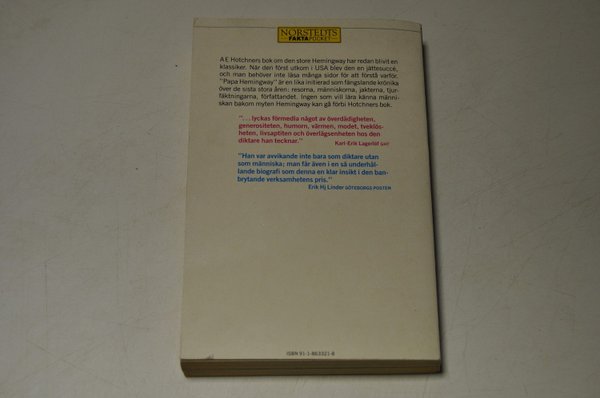 NORSTEDTS
FAKTAPOCKET
A E Hotchners bok om den store Hemingway har redan blivit en
klassiker. När den först utkom i USA blev den en jättesuccé,
och man behöver inte läsa många sidor för att förstå varför.
"Papa Hemingway" är en lika initierad som fängslande krönika
över de sista stora åren: resorna, människorna, jakterna, tjur-
fäktningarna, författandet. Ingen som vill lära känna männi-
skan bakom myten Hemingway kan gå förbi Hotchners bok.
"... lyckas förmedla något av överdådigheten,
generositeten, humorn, värmen, modet, tveklös-
heten, livsaptiten och överlägsenheten hos den
diktare han tecknar."
Karl-Erik Lagerlöf BHT
"Han var avvikande inte bara som diktare utan
som människa; man får även i en så underhål-
lande biografi som denna en klar insikt i den ban-
brytande verksamhetens pris."
Erik Hj Linder GÖTEBORGS-POSTEN
ISBN 91-1-863321-8